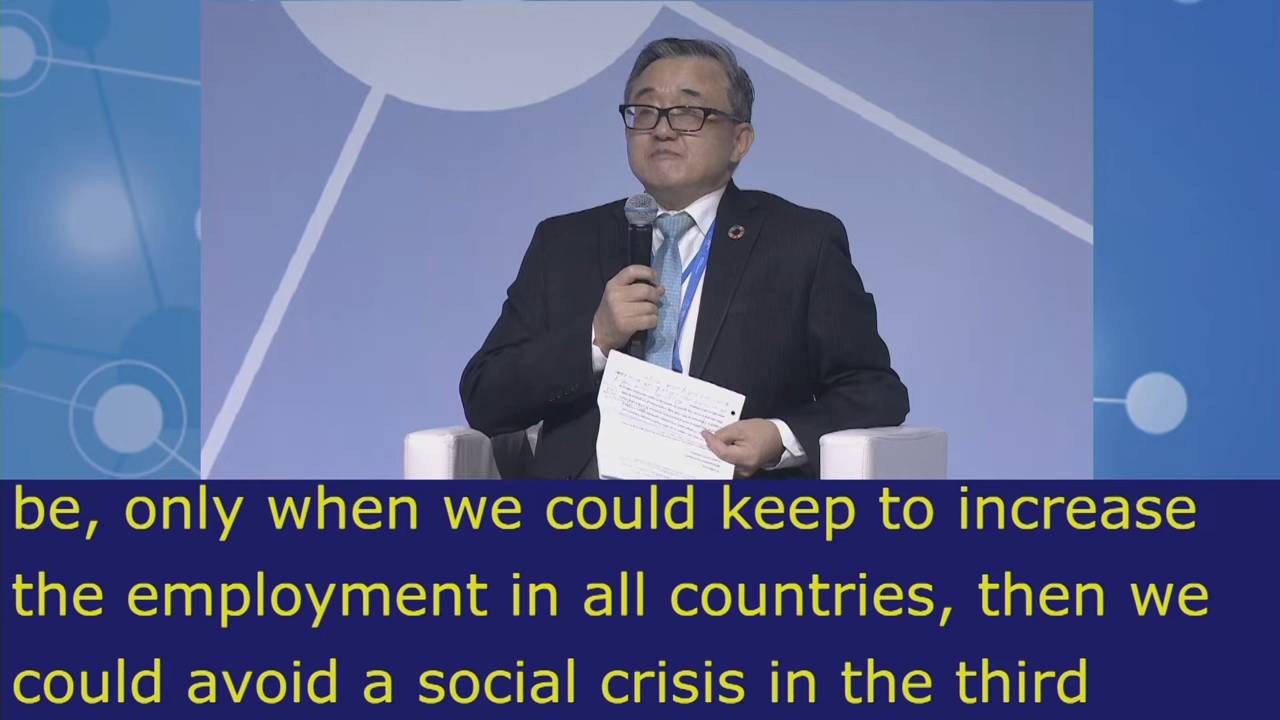 be, only when we could keep to increase
the employment in all countries, then we
could avoid a social crisis in the third